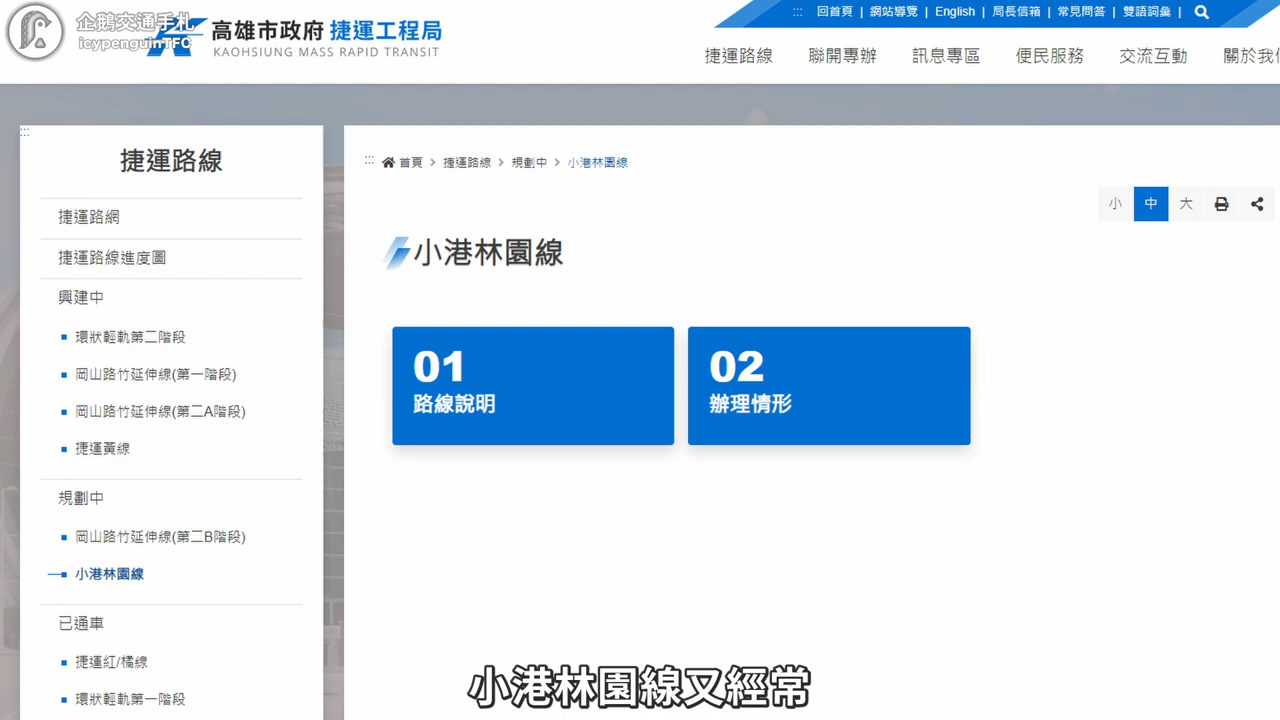 企鵝交通手札
icypenguinTFC
高雄市政府 捷運工程局
KAOHSIUNG MASS RAPID TRANSIT
::: 回首頁 | 網站導覽 | English | 局長信箱 | 常見問答 | 雙語詞彙 |
捷運路線 聯開專辦 訊息專區 便民服務 交流互動 關於我們
:::
捷運路線
捷運路網
捷運路線進度圖
興建中
環狀輕軌第二階段
岡山路竹延伸線(第一階段)
岡山路竹延伸線(第二A階段)
捷運黃線
規劃中
岡山路竹延伸線(第二B階段)
小港林園線
已通車
捷運紅/橘線
環狀輕軌第一階段
::: 首頁 > 捷運路線 > 規劃中 > 小港林園線
小 中 大
小港林園線
01
路線說明
02
辦理情形
小港林園線又經常